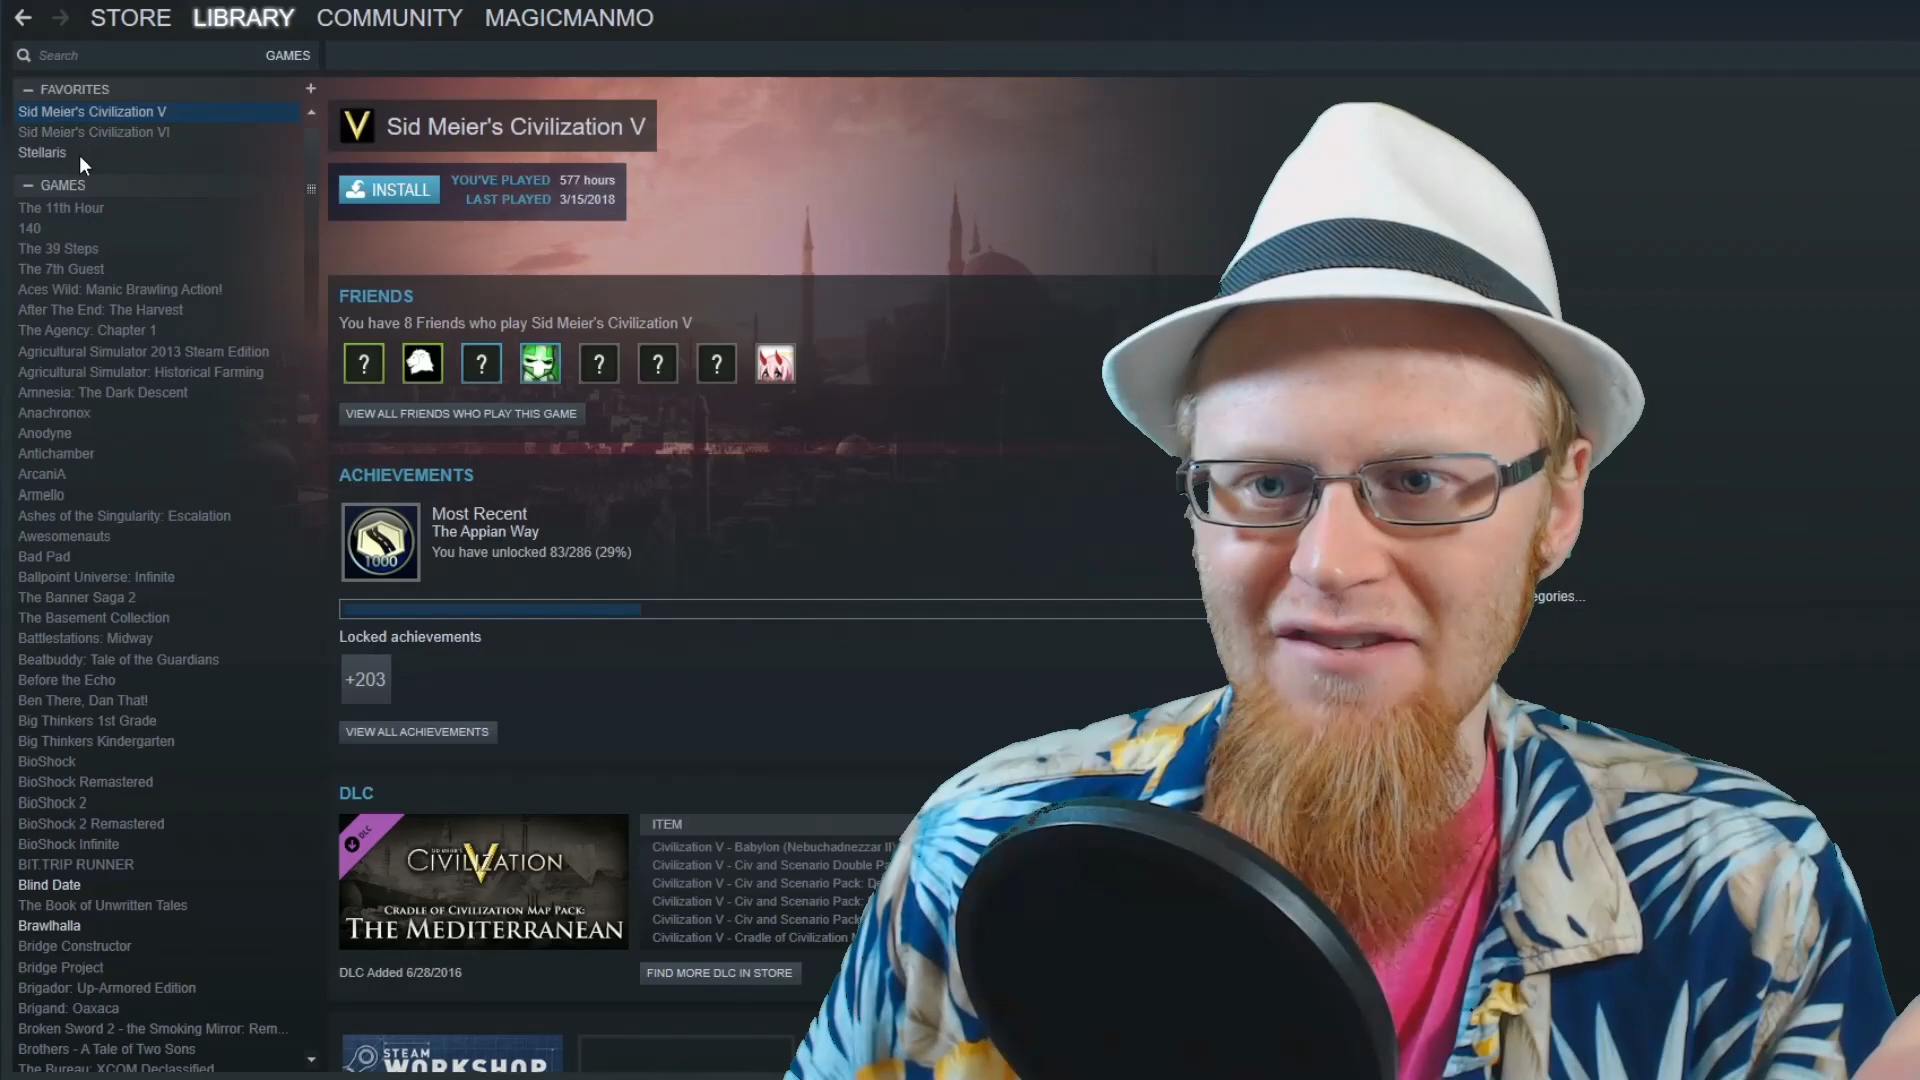 STORE LIBRARY COMMUNITY MAGICMANMO
Search GAMES
FAVORITES +
Sid Meier's Civilization V
Sid Meier's Civilization VI
Stellaris
GAMES
The 11th Hour
140
The 39 Steps
The 7th Guest
Aces Wild: Manic Brawling Action!
After The End: The Harvest
The Agency: Chapter 1
Agricultural Simulator 2013 Steam Edition
Agricultural Simulator: Historical Farming
Amnesia: The Dark Descent
Anachronox
Anodyne
Antichamber
ArcaniA
Armello
Ashes of the Singularity: Escalation
Awesomenauts
Bad Pad
Ballpoint Universe: Infinite
The Banner Saga 2
The Basement Collection
Battlestations: Midway
Beatbuddy: Tale of the Guardians
Before the Echo
Ben There, Dan That!
Big Thinkers 1st Grade
Big Thinkers Kindergarten
BioShock
BioShock Remastered
BioShock 2
BioShock 2 Remastered
BioShock Infinite
BIT.TRIP RUNNER
Blind Date
The Book of Unwritten Tales
Brawlhalla
Bridge Constructor
Bridge Project
Brigador: Up-Armored Edition
Brigand: Oaxaca
Broken Sword 2 - the Smoking Mirror: Rem...
Brothers - A Tale of Two Sons
The Bureau: XCOM Declassified
V Sid Meier's Civilization V
INSTALL
YOU'VE PLAYED 577 hours
LAST PLAYED 3/15/2018
FRIENDS
You have 8 Friends who play Sid Meier's Civilization V
? ? ? ? ?
VIEW ALL FRIENDS WHO PLAY THIS GAME
ACHIEVEMENTS
1000
Most Recent
The Appian Way
You have unlocked 83/286 (29%)
egories...
Locked achievements
+203
VIEW ALL ACHIEVEMENTS
DLC
DLC
SID MEIER'S
CIVILIZATION V
CRADLE OF CIVILIZATION MAP PACK:
THE MEDITERRANEAN
DLC Added 6/28/2016
ITEM
Civilization V - Babylon (Nebuchadnezzar II)
Civilization V - Civ and Scenario Double Pa
Civilization V - Civ and Scenario Pack: De
Civilization V - Civ and Scenario Pack:
Civilization V - Civ and Scenario Pack
Civilization V - Cradle of Civilization
FIND MORE DLC IN STORE
STEAM
WORKSHOP